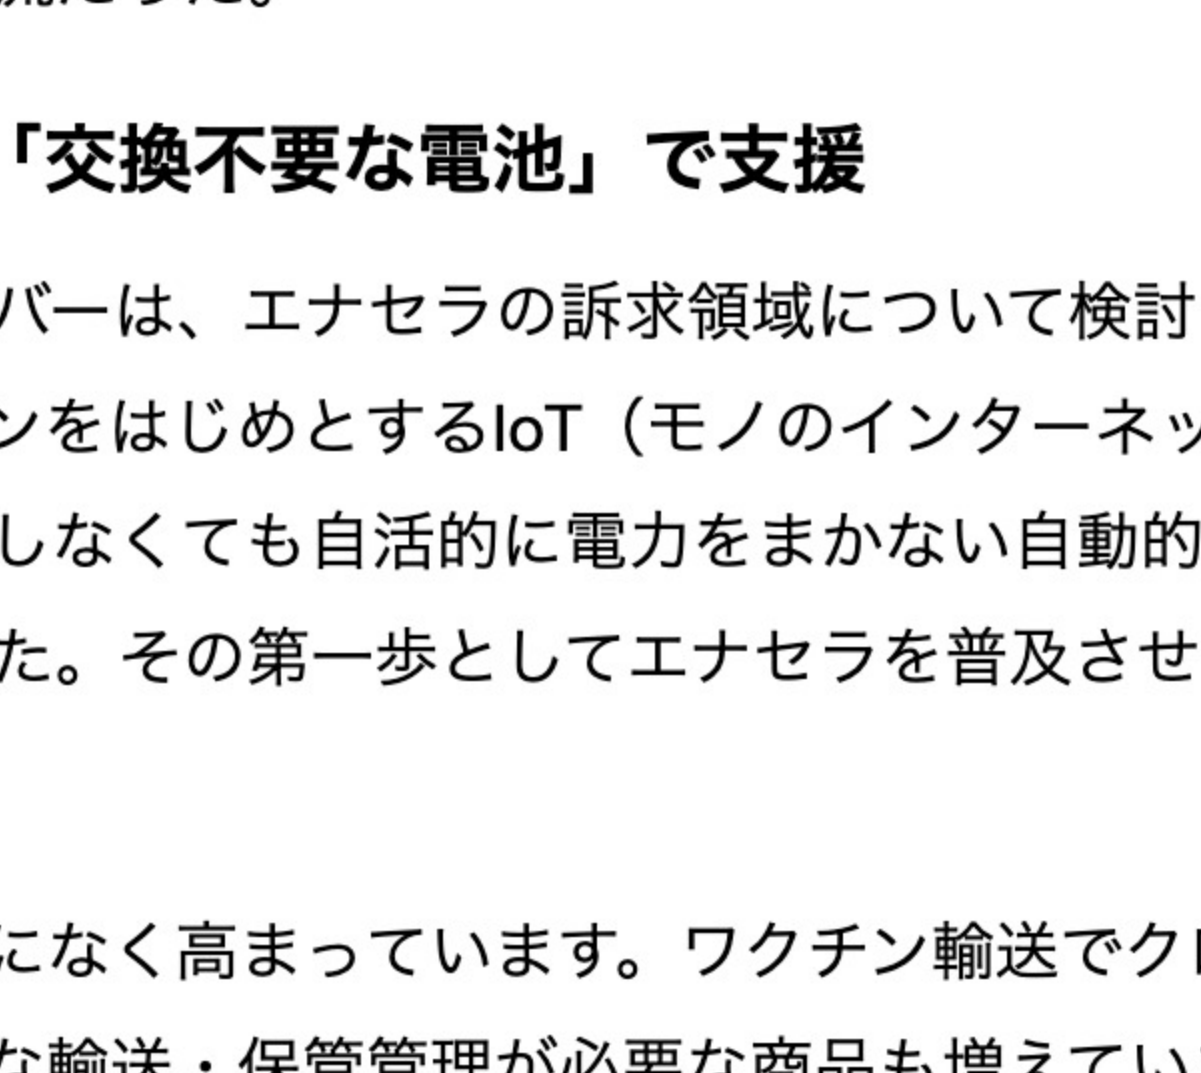 「交換不要な電池」で支援
バーは、エナセラの訴求領域について検討
ンをはじめとするIoT（モノのインターネッ
しなくても自活的に電力をまかない自動的
た。その第一歩としてエナセラを普及させ
になく高まっています。ワクチン輸送でク
な輸送・保管管理が必要な商品も増えてい